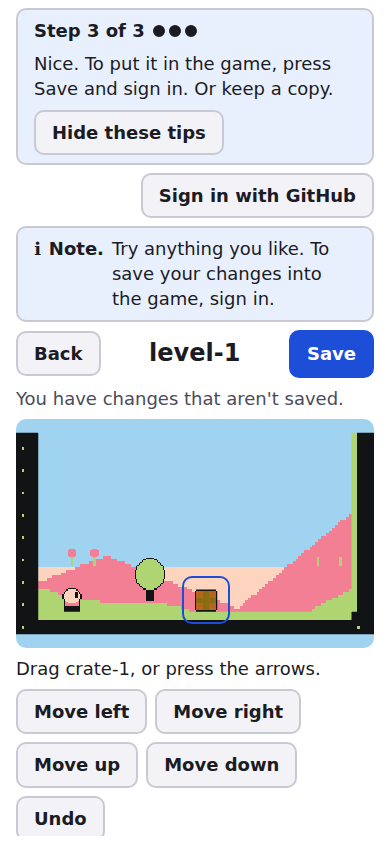 Step 3 of 3
Nice. To put it in the game, press
Save and sign in. Or keep a copy.
Hide these tips
Sign in with GitHub
ℹ Note. Try anything you like. To
save your changes into
the game, sign in.
Back level-1 Save
You have changes that aren't saved.
Drag crate-1, or press the arrows.
Move left Move right
Move up Move down
Undo